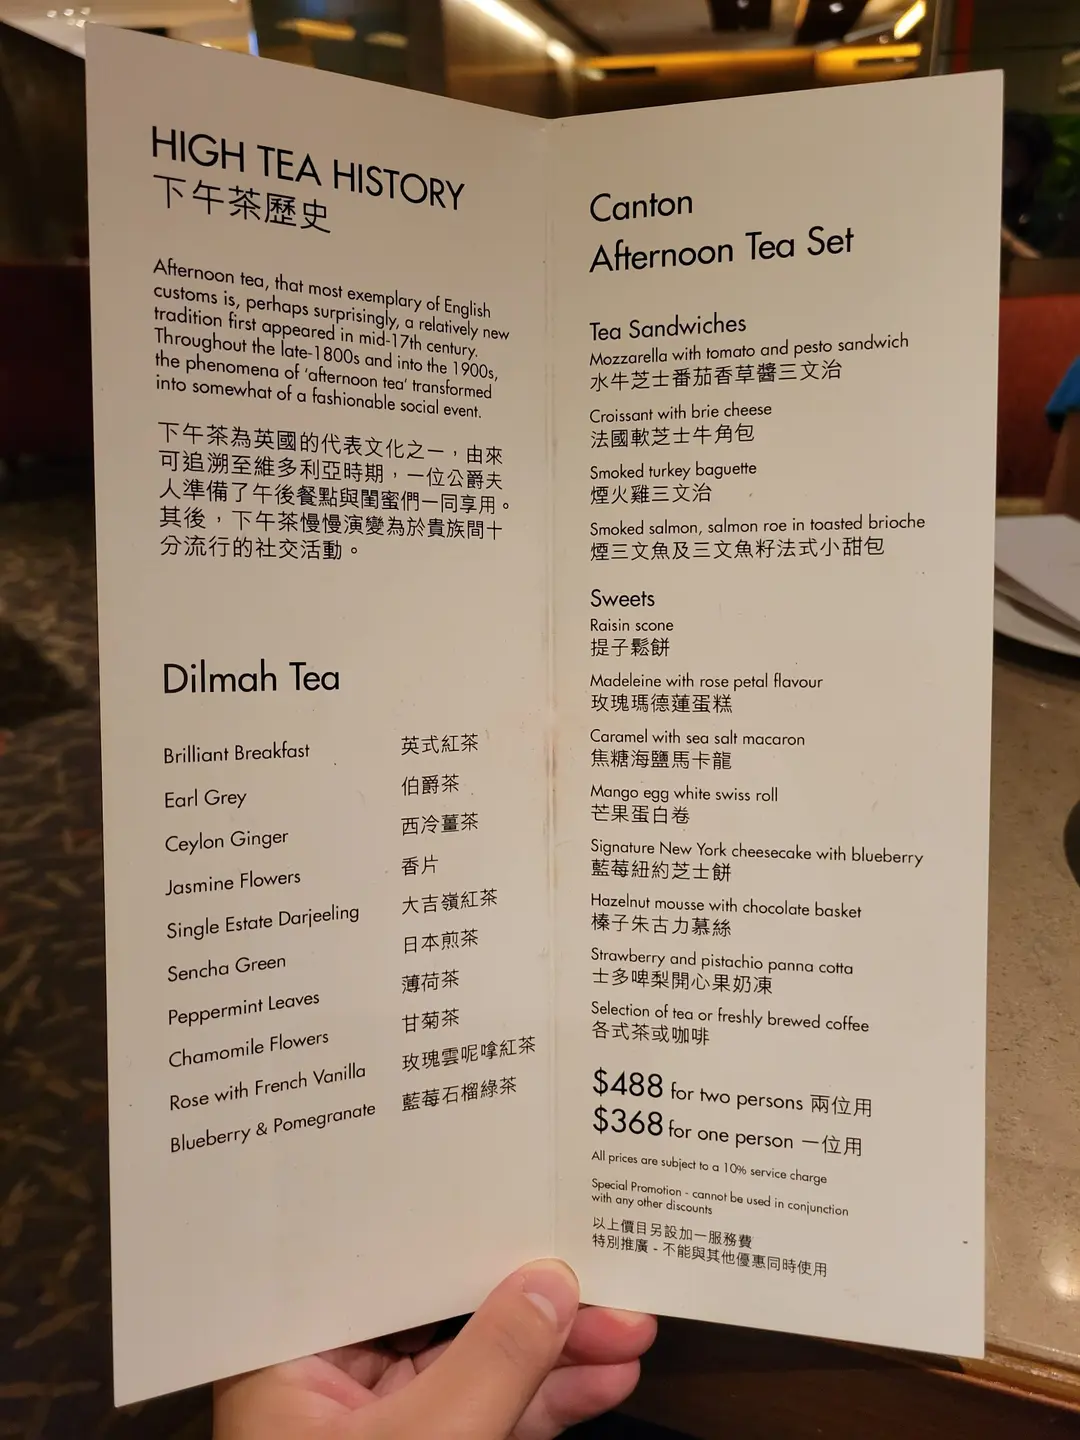 HIGH TEA HISTORY
下午茶歷史
Afternoon tea, that most exemplary of English
customs is, perhaps surprisingly, a relatively new
tradition first appeared in mid-17th century.
Throughout the late-1800s and into the 1900s,
the phenomena of 'afternoon tea' transformed
into somewhat of a fashionable social event.
下午茶為英國的代表文化之一，由來
可追溯至維多利亞時期，一位公爵夫
人準備了午後餐點與閨蜜們一同享用。
其後，下午茶慢慢演變為於貴族間十
分流行的社交活動。
Dilmah Tea
Brilliant Breakfast 英式紅茶
Earl Grey 伯爵茶
Ceylon Ginger 西冷薑茶
Jasmine Flowers 香片
Single Estate Darjeeling 大吉嶺紅茶
Sencha Green 日本煎茶
Peppermint Leaves 薄荷茶
Chamomile Flowers 甘菊茶
Rose with French Vanilla 玫瑰雲呢嗱紅茶
Blueberry & Pomegranate 藍莓石榴綠茶
Canton
Afternoon Tea Set
Tea Sandwiches
Mozzarella with tomato and pesto sandwich
水牛芝士番茄香草醬三文治
Croissant with brie cheese
法國軟芝士牛角包
Smoked turkey baguette
煙火雞三文治
Smoked salmon, salmon roe in toasted brioche
煙三文魚及三文魚籽法式小甜包
Sweets
Raisin scone
提子鬆餅
Madeleine with rose petal flavour
玫瑰瑪德蓮蛋糕
Caramel with sea salt macaron
焦糖海鹽馬卡龍
Mango egg white swiss roll
芒果蛋白卷
Signature New York cheesecake with blueberry
藍莓紐約芝士餅
Hazelnut mousse with chocolate basket
榛子朱古力慕絲
Strawberry and pistachio panna cotta
士多啤梨開心果奶凍
Selection of tea or freshly brewed coffee
各式茶或咖啡
$488 for two persons 兩位用
$368 for one person 一位用
All prices are subject to a 10% service charge
Special Promotion - cannot be used in conjunction
with any other discounts
以上價目另設加一服務費
特別推廣 - 不能與其他優惠同時使用